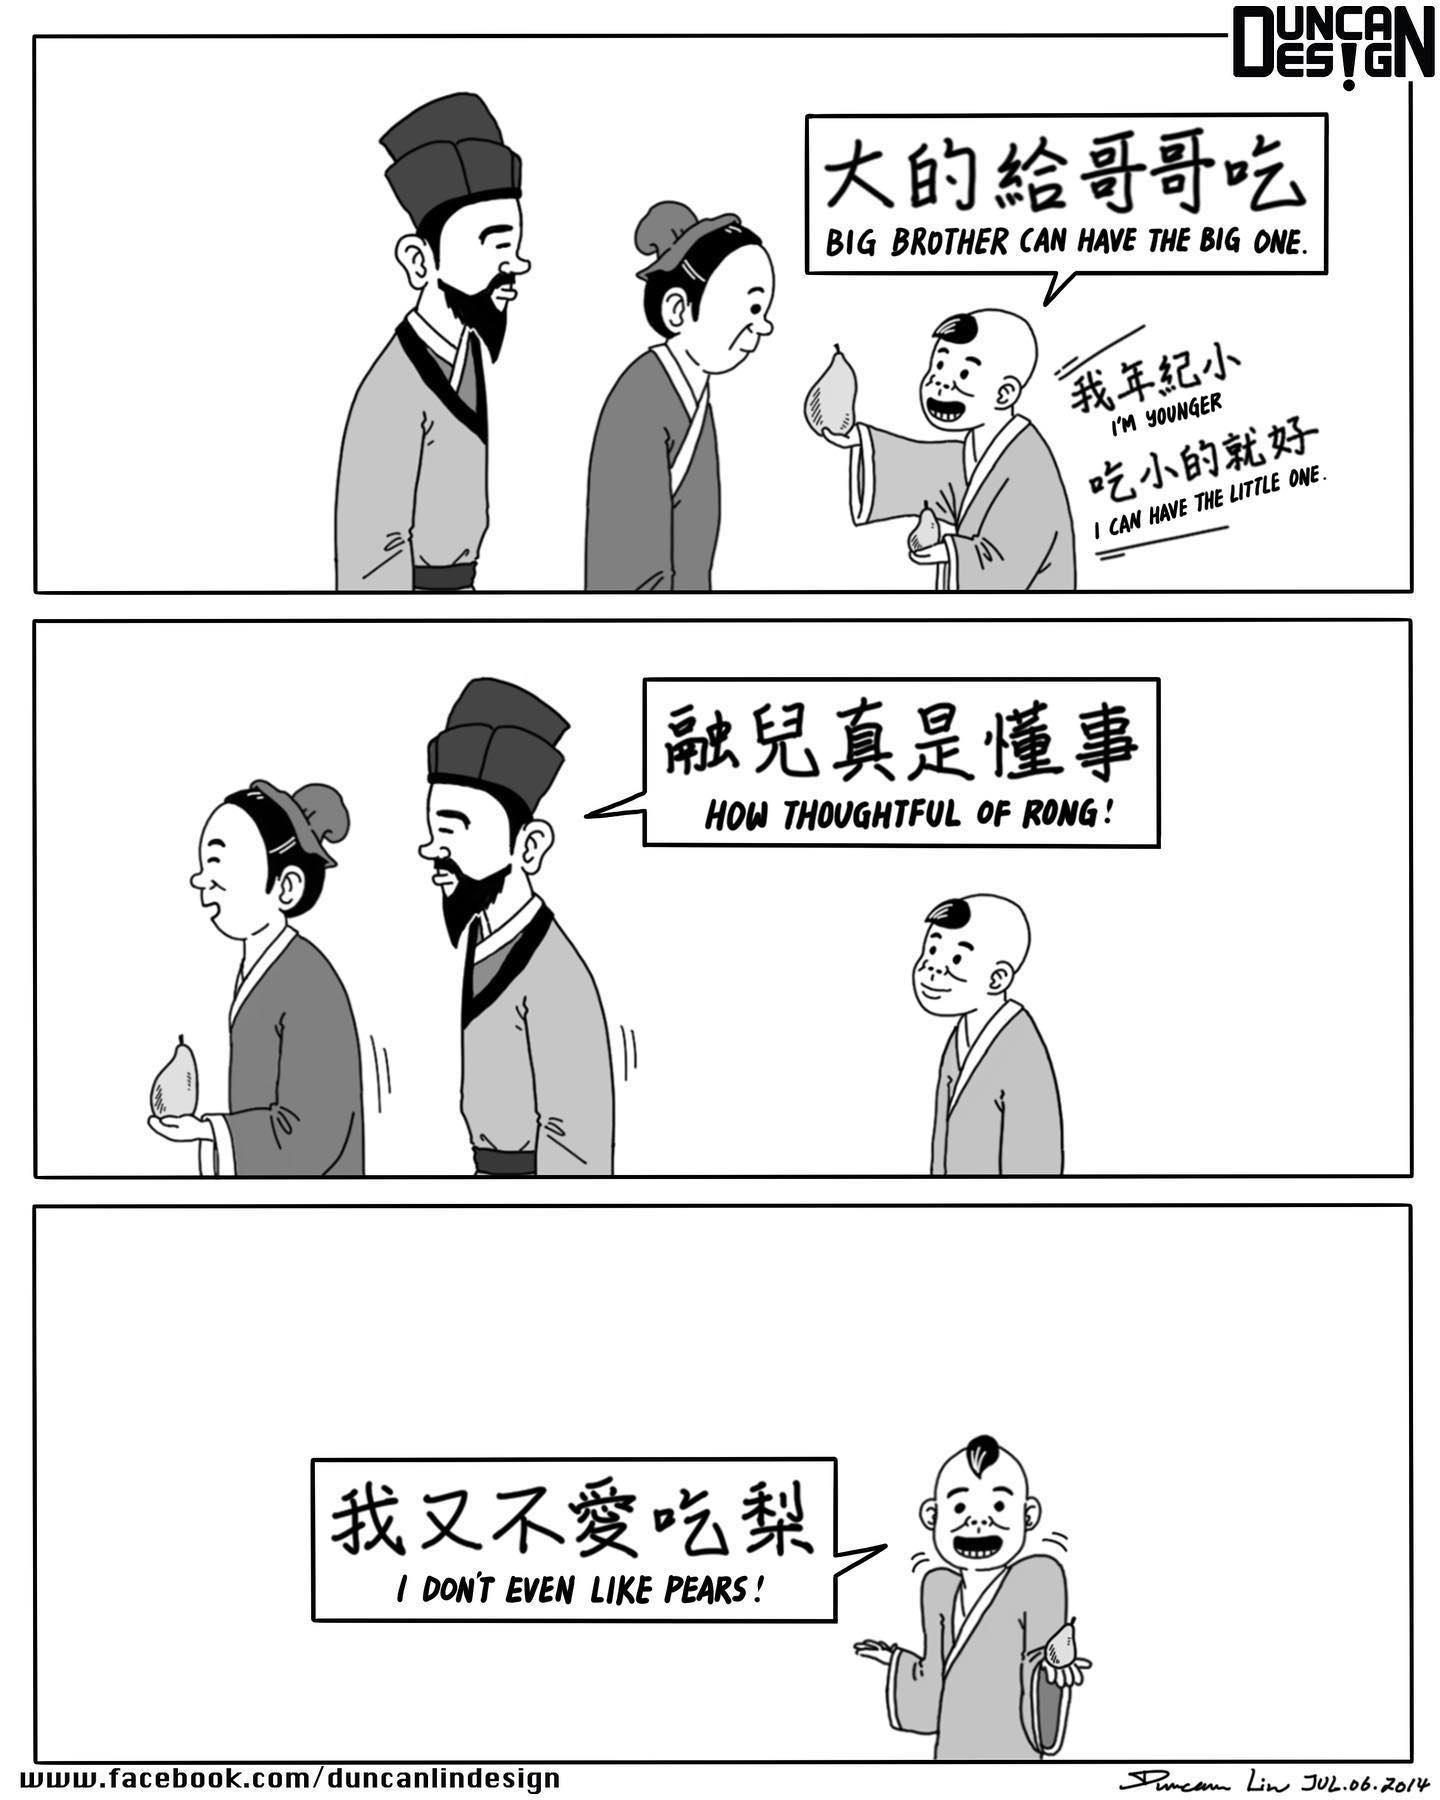 DUNCAN
DES!GN
大的給哥哥吃
BIG BROTHER CAN HAVE THE BIG ONE.
我年紀小
I'M YOUNGER
吃小的就好
I CAN HAVE THE LITTLE ONE.
融兒真是懂事
HOW THOUGHTFUL OF RONG!
我又不愛吃梨
I DON'T EVEN LIKE PEARS!
www.facebook.com/duncanlindesign
Duncan Lin JUL.06.2014